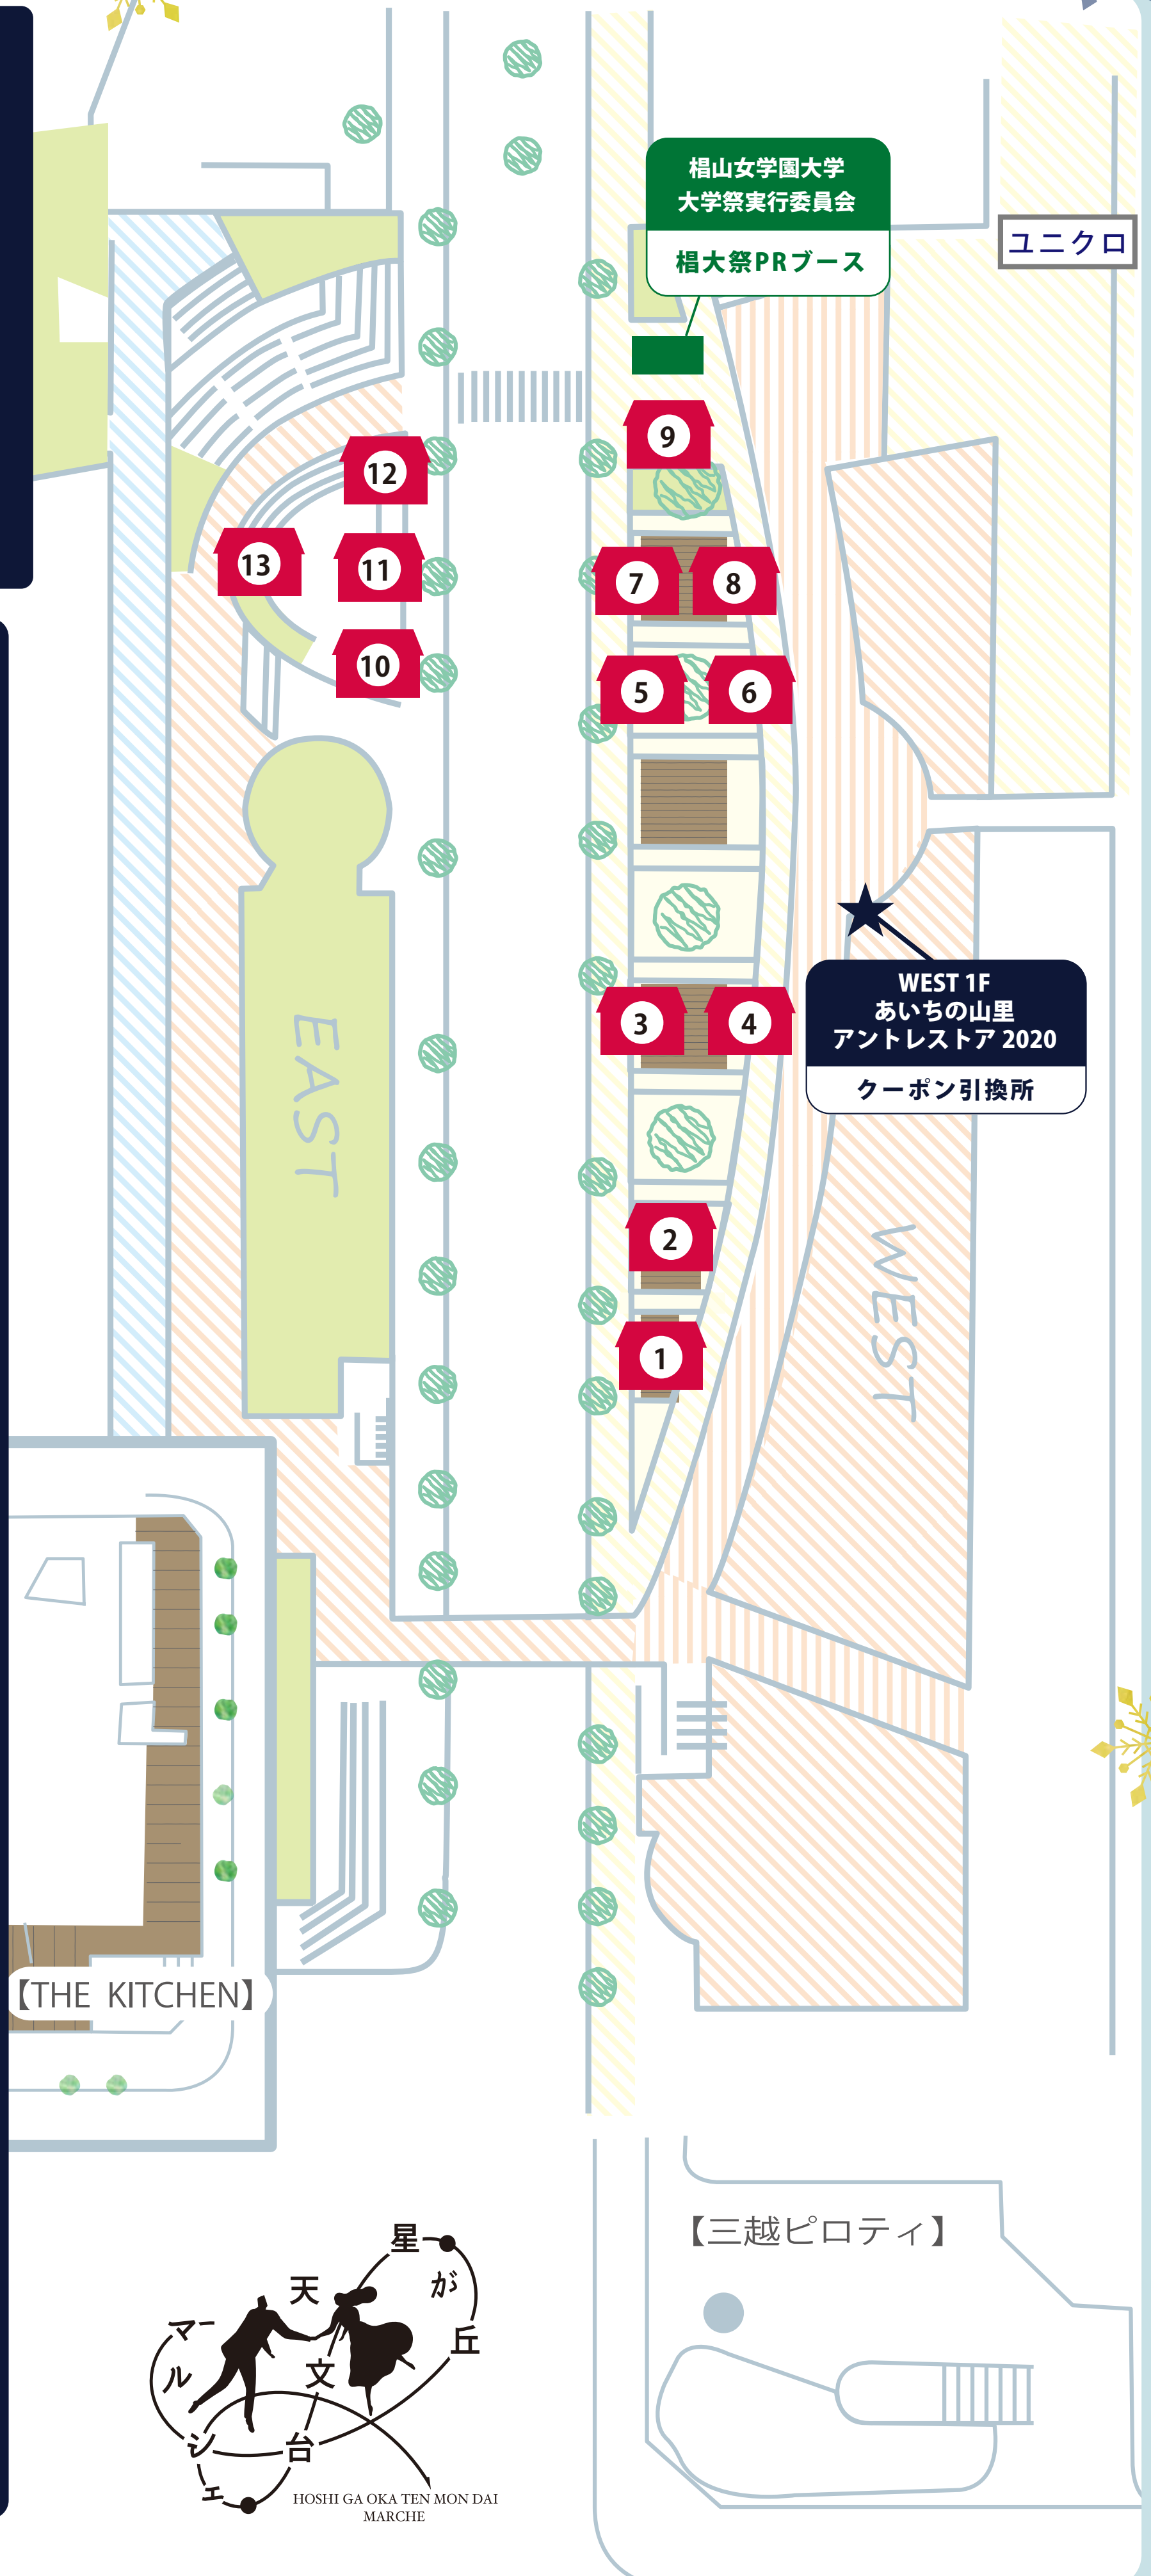 椙山女学園大学
大学祭実行委員会
椙大祭PRブース
ユニクロ
9
12
13
11
7
8
10
5
6
3
4
WEST 1F
あいちの山里
アントレストア 2020
クーポン引換所
EAST
2
WEST
1
【THE KITCHEN】
【三越ピロティ】
星が丘
天文台
マルシェ
HOSHI GA OKA TEN MON DAI
MARCHE